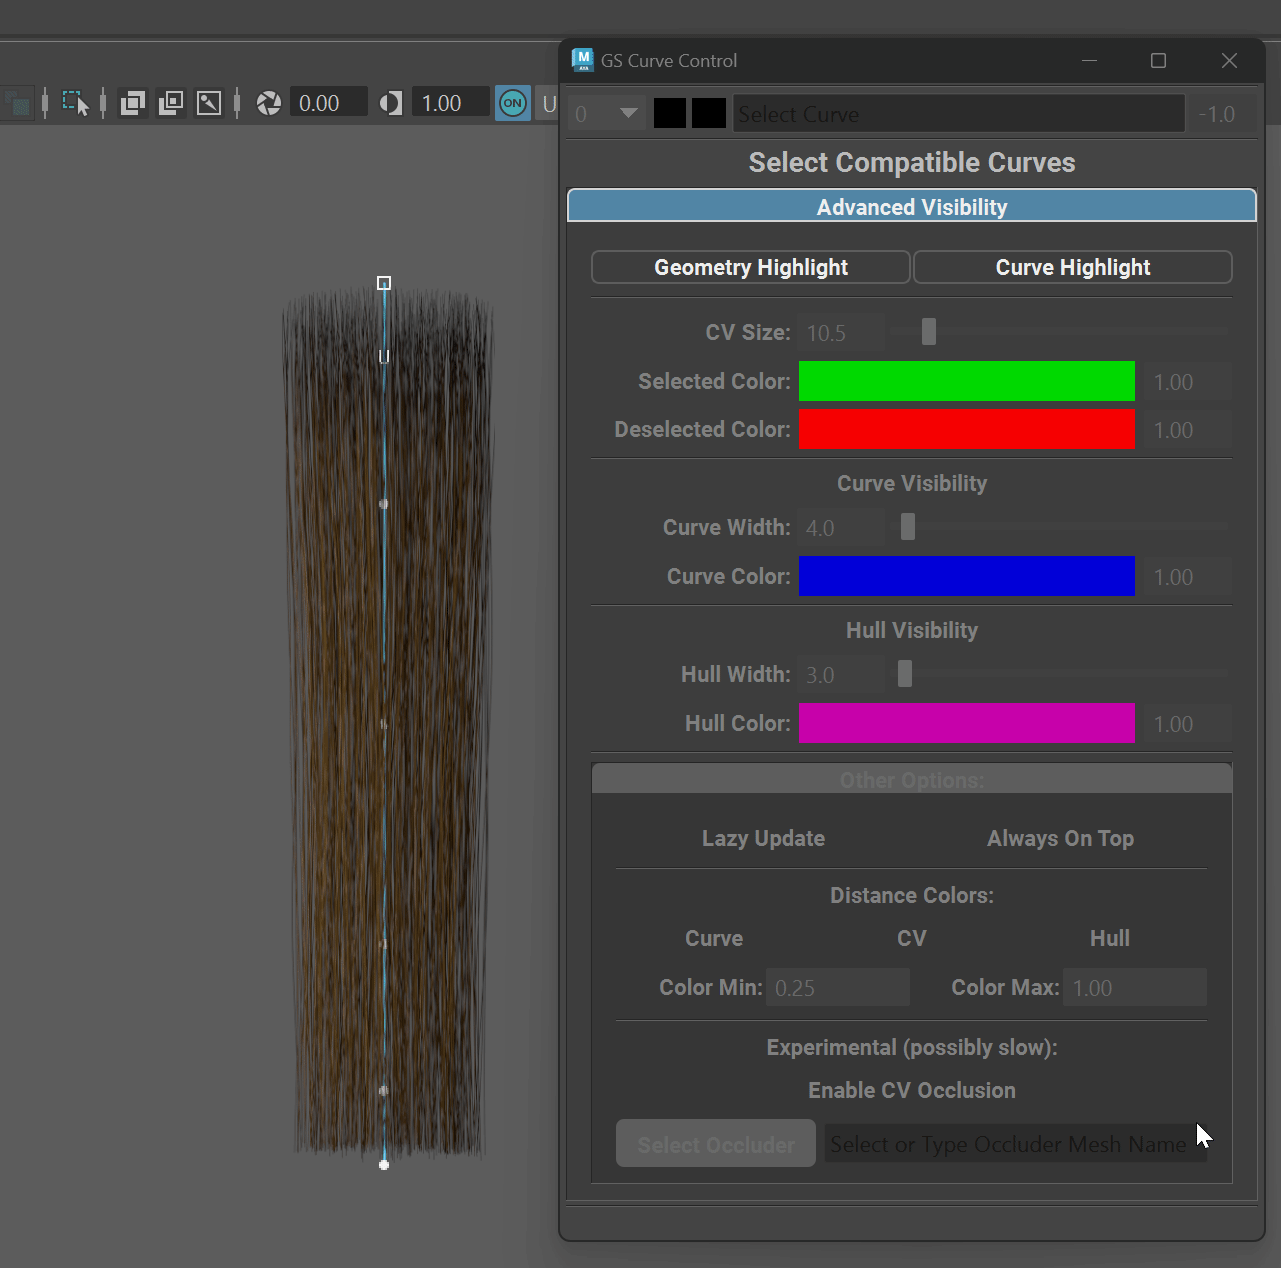 GS Curve Control
0.00
1.00
ON
U
0
Select Curve
-1.0
Select Compatible Curves
Advanced Visibility
Geometry Highlight
Curve Highlight
CV Size: 10.5
Selected Color: 1.00
Deselected Color: 1.00
Curve Visibility
Curve Width: 4.0
Curve Color: 1.00
Hull Visibility
Hull Width: 3.0
Hull Color: 1.00
Other Options:
Lazy Update
Always On Top
Distance Colors:
Curve
CV
Hull
Color Min: 0.25
Color Max: 1.00
Experimental (possibly slow):
Enable CV Occlusion
Select Occluder
Select or Type Occluder Mesh Name